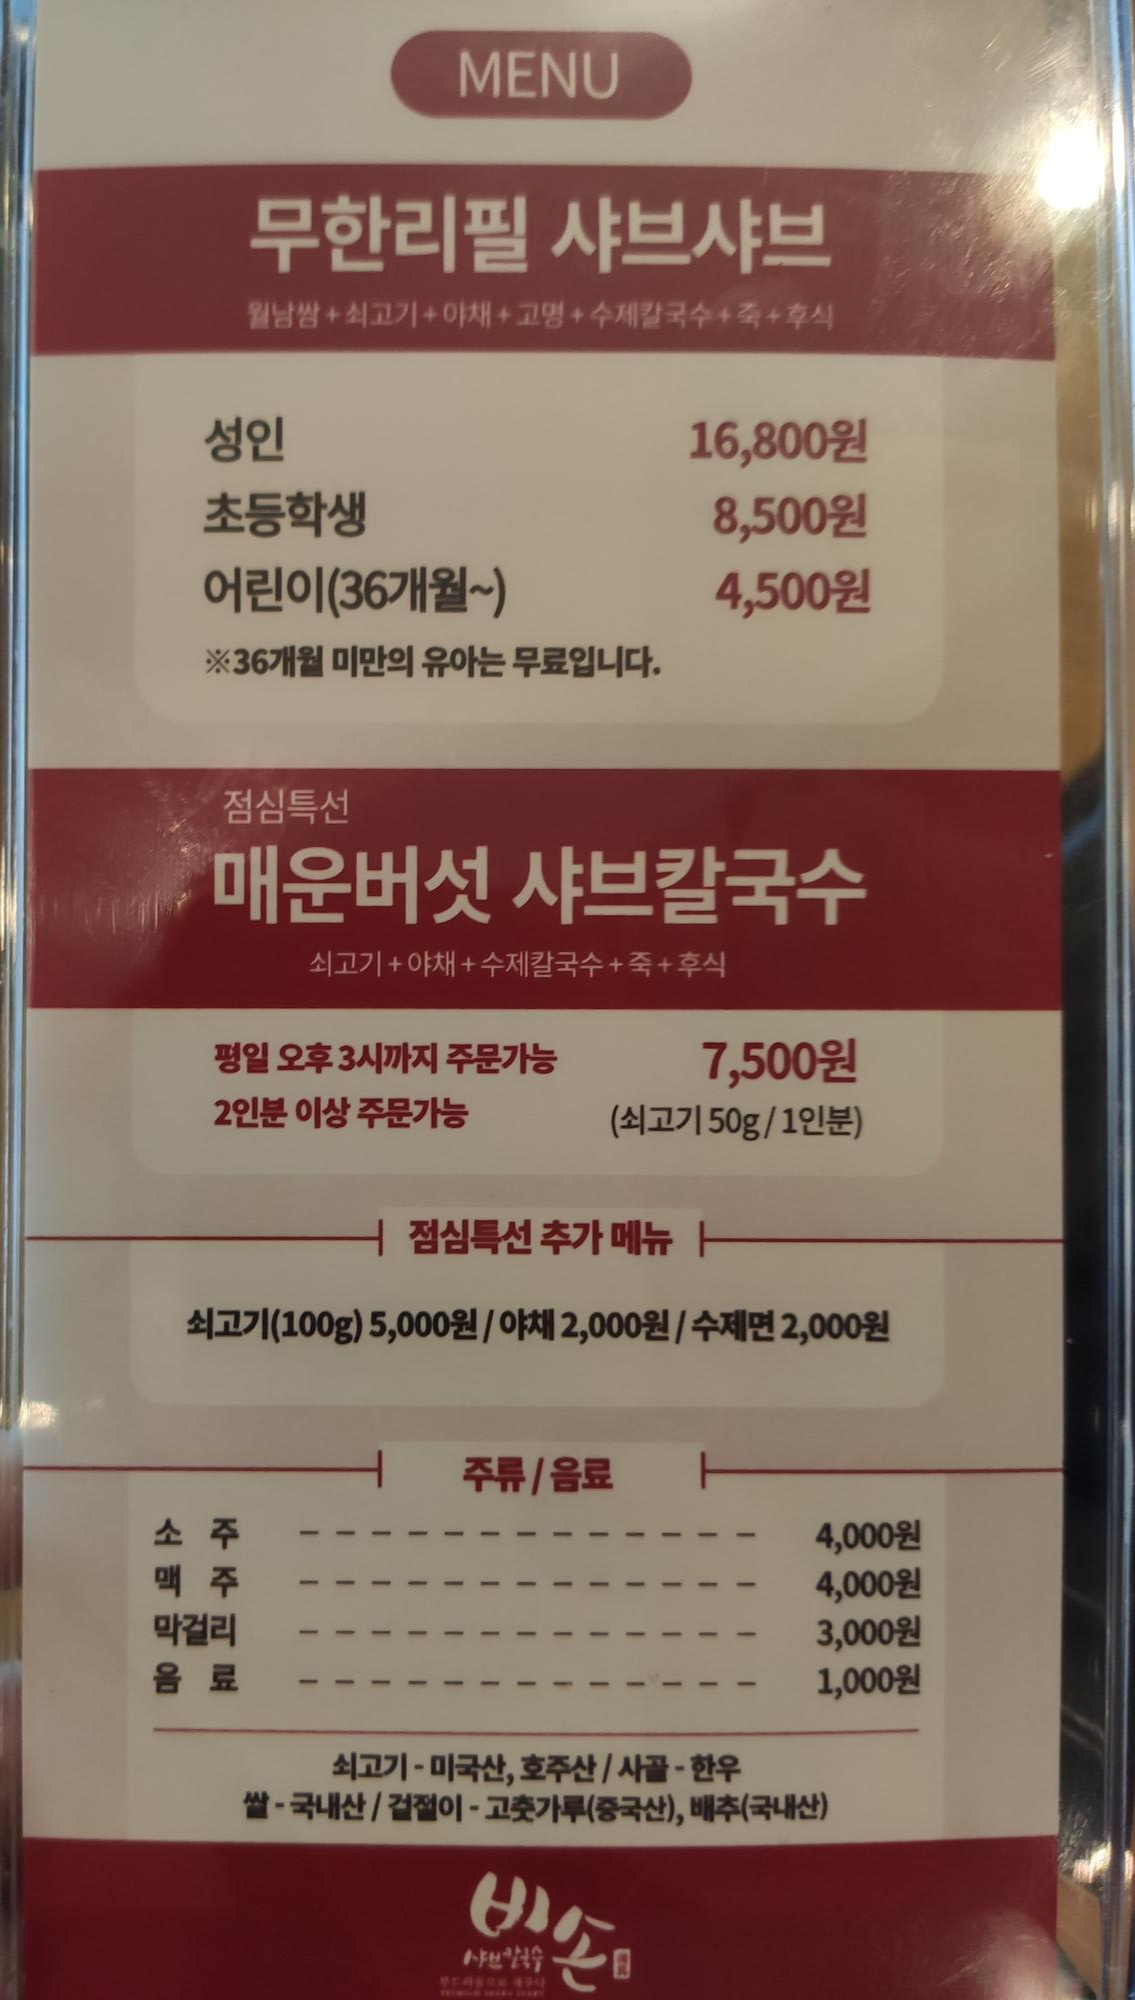 MENU
무한리필 샤브샤브
월남쌈 + 쇠고기 + 야채 + 고명 + 수제칼국수 + 죽 + 후식
성인 16,800원
초등학생 8,500원
어린이(36개월~) 4,500원
※36개월 미만의 유아는 무료입니다.
점심특선
매운버섯 샤브칼국수
쇠고기 + 야채 + 수제칼국수 + 죽 + 후식
평일 오후 3시까지 주문가능 7,500원
2인분 이상 주문가능 (쇠고기 50g / 1인분)
점심특선 추가 메뉴
쇠고기(100g) 5,000원 / 야채 2,000원 / 수제면 2,000원
주류 / 음료
소 주 4,000원
맥 주 4,000원
막걸리 3,000원
음 료 1,000원
쇠고기 - 미국산, 호주산 / 사골 - 한우
쌀 - 국내산 / 겉절이 - 고춧가루(중국산), 배추(국내산)
비손
샤브칼국수